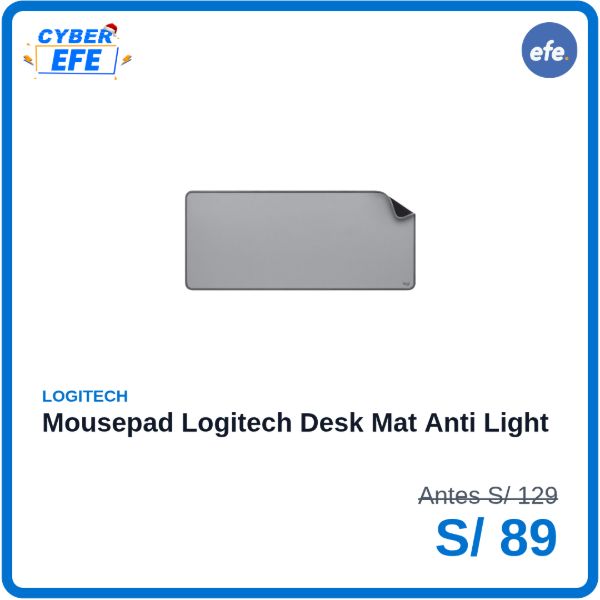 CYBER
EFE
efe.
LOGITECH
Mousepad Logitech Desk Mat Anti Light
Antes S/ 129
S/ 89